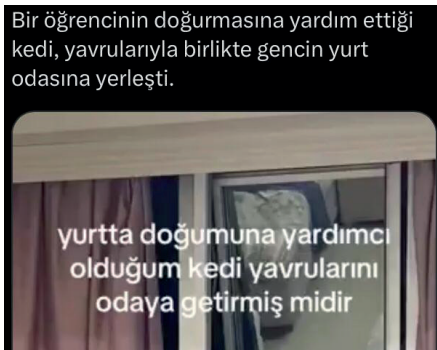 Bir öğrencinin doğurmasına yardım ettiği
kedi, yavrularıyla birlikte gencin yurt
odasına yerleşti.
yurtta doğumuna yardımcı
olduğum kedi yavrularını
odaya getirmiş midir